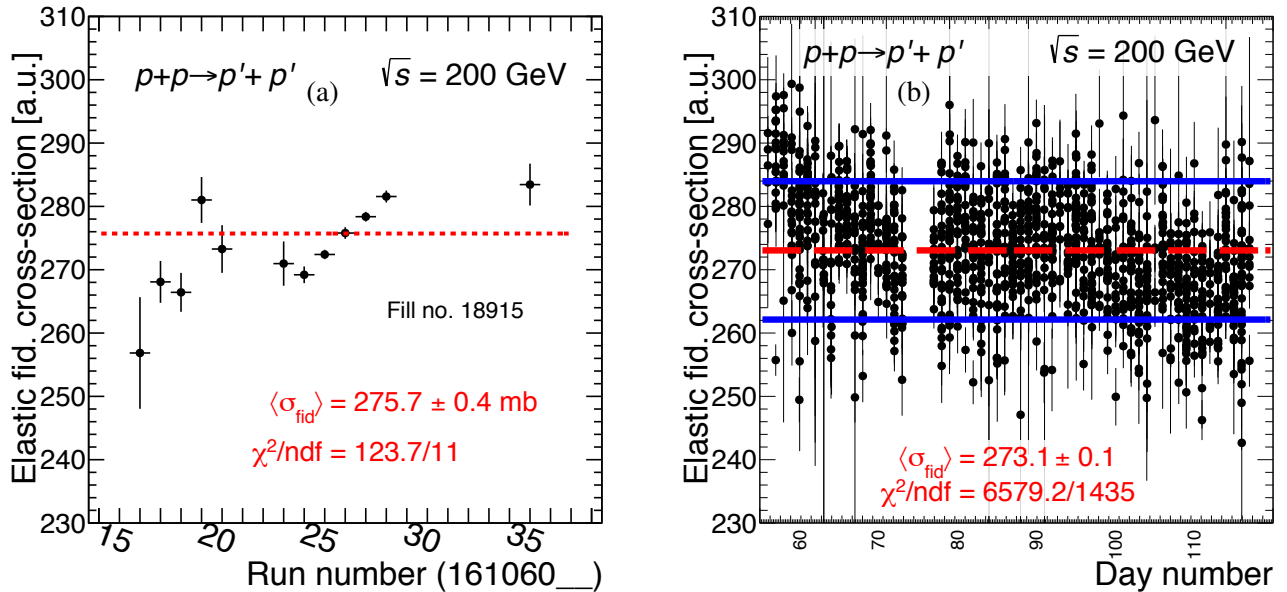 Elastic fid. cross-section [a.u.]
310
300
290
280
270
260
250
240
230
p+p→p′+ p′
(a)
√s = 200 GeV
Fill no. 18915
⟨σ_fid⟩ = 275.7 ± 0.4 mb
χ²/ndf = 123.7/11
15 20 25 30 35
Run number (161060__)
Elastic fid. cross-section [a.u.]
310
300
290
280
270
260
250
240
230
p+p→p′+ p′
(b)
√s = 200 GeV
⟨σ_fid⟩ = 273.1 ± 0.1
χ²/ndf = 6579.2/1435
60 70 80 90 100 110
Day number